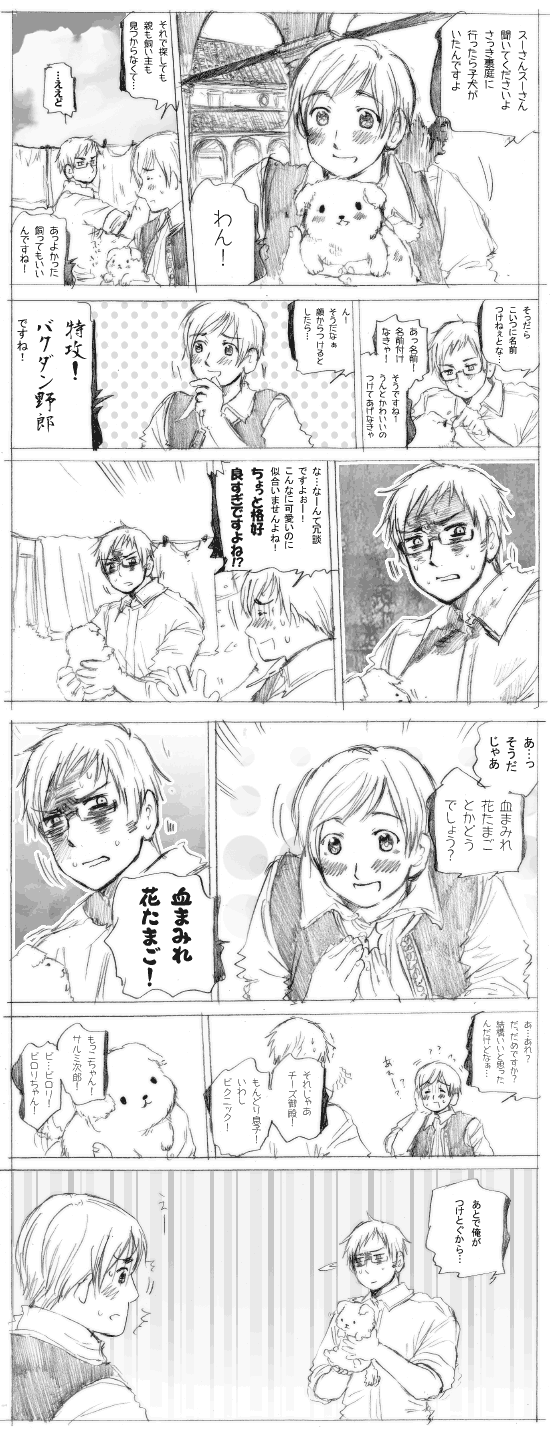 スーさんスーさん
聞いてくださいよ
さっき裏庭に
行ったら子犬が
いたんですよ
わん！
それで探しても
親も飼い主も
見つからなくて…
…ええと
あっよかった
飼ってもいい
んですね！
そっだら
こいつに名前
つけねぇとな…
あっ名前！
名前付け
なきゃ！
そうですね！
うんとかわいいの
つけてあげなきゃ
んー！
そうだなぁ
顔からつけると
したら…
特攻！
バクダン野郎
ですね！
な…なーんて冗談
ですよぉー！
こんなに可愛いのに
似合いませんよね！
ちょっと格好
良すぎですよね!?
あ…っ
そうだ
じゃあ
血まみれ
花たまご
とかどう
でしょう？
血まみれ
花たまご！
あ…あれ？
だ、だめですか？
結構いいと思った
んだけどなぁ…
あれぇ？
？？？？
それじゃあ
チーズ御殿！
もんどり息子！
いわし
ピクニック！
もっこちゃん！
サルミ次郎！
ビ…ビロリ！
ビロリちゃん！
あとで俺が
つけとぐから…
えー